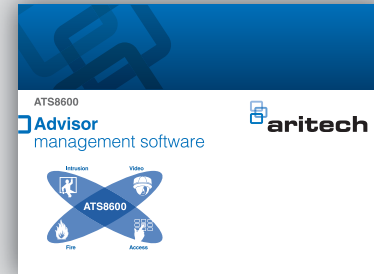 ATS8600
Advisor
management software
aritech
Intrusion
Video
ATS8600
Fire
Access